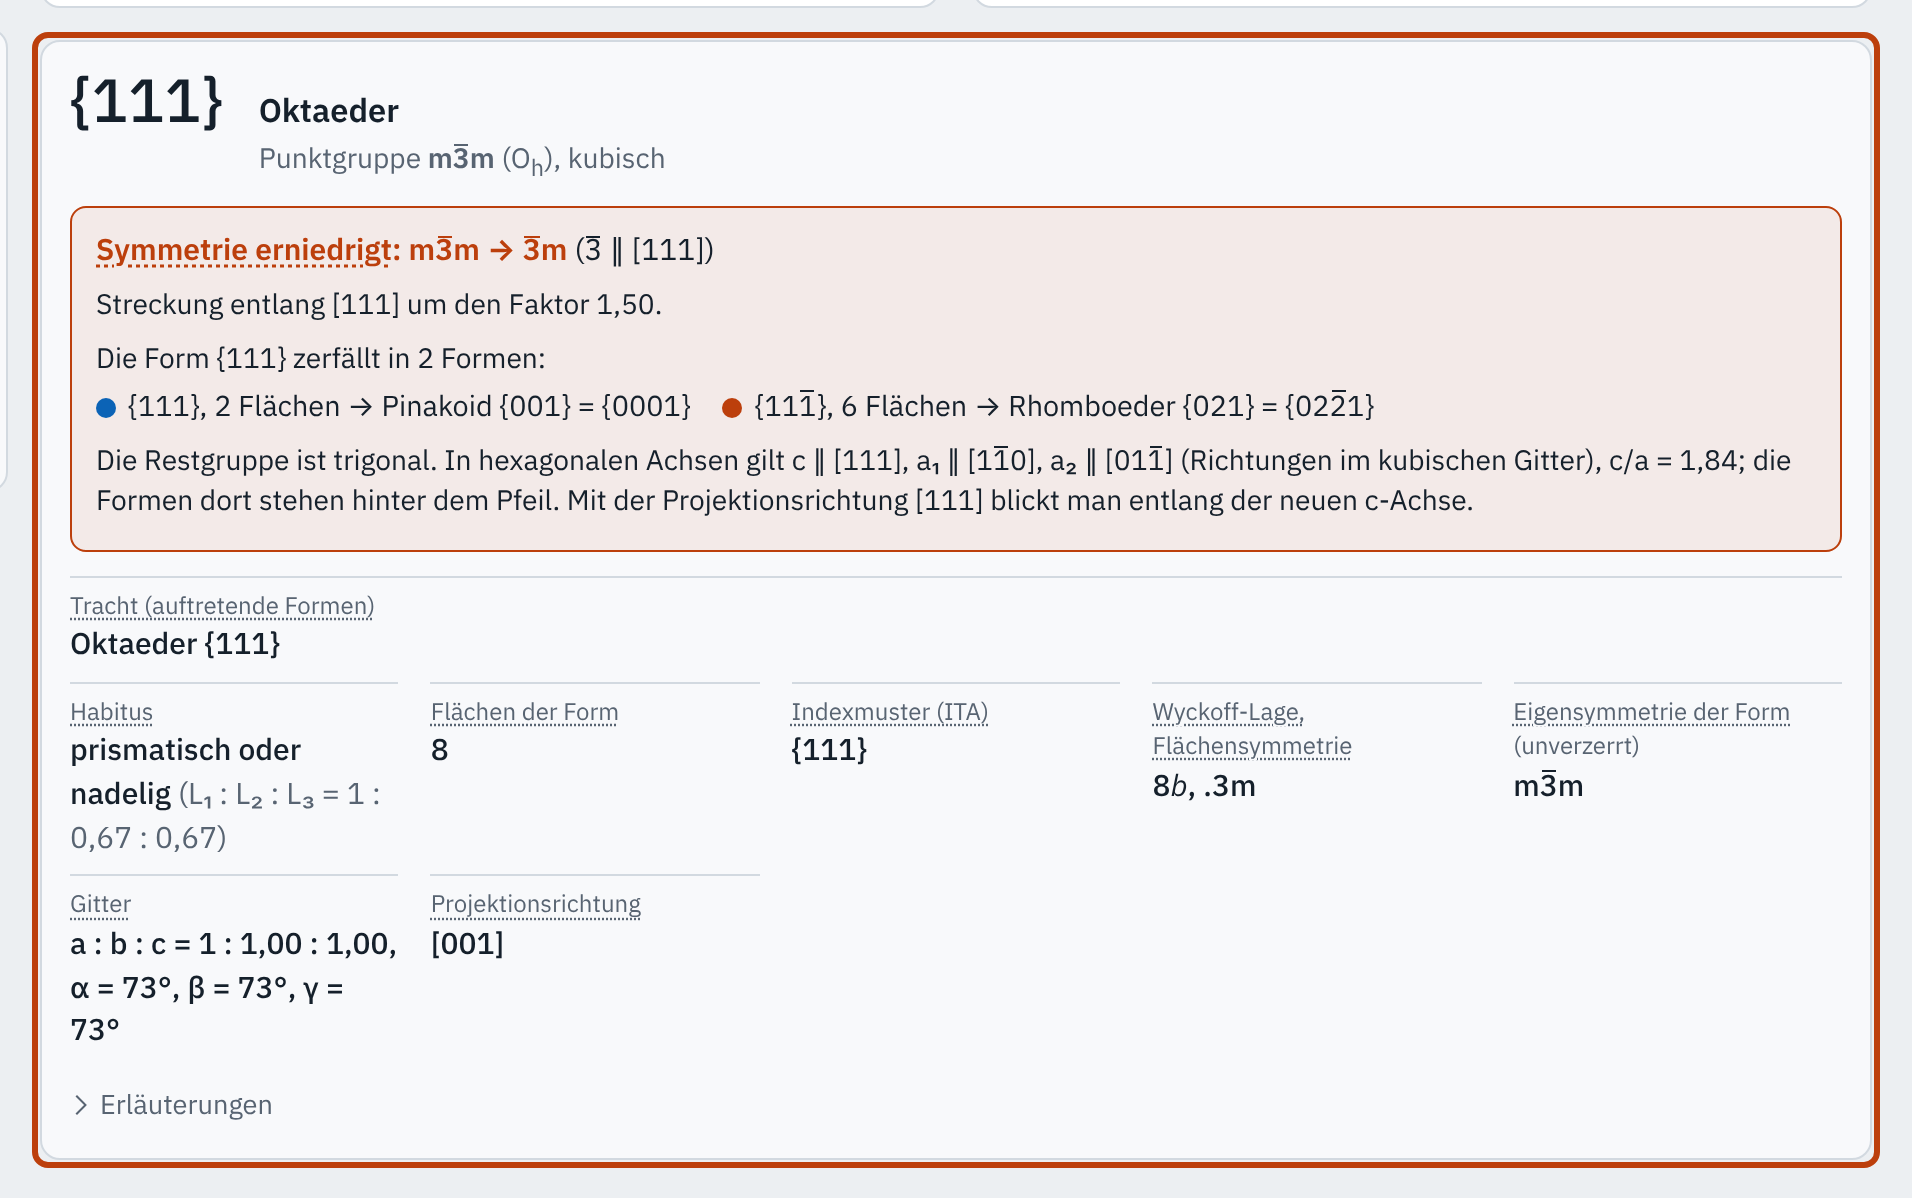 {111} Oktaeder
Punktgruppe m3̅m (Oₕ), kubisch
Symmetrie erniedrigt: m3̅m → 3̅m (3̅ ∥ [111])
Streckung entlang [111] um den Faktor 1,50.
Die Form {111} zerfällt in 2 Formen:
{111}, 2 Flächen → Pinakoid {001} = {0001} {111̅}, 6 Flächen → Rhomboeder {021} = {022̅1}
Die Restgruppe ist trigonal. In hexagonalen Achsen gilt c ∥ [111], a₁ ∥ [11̅0], a₂ ∥ [011̅] (Richtungen im kubischen Gitter), c/a = 1,84; die
Formen dort stehen hinter dem Pfeil. Mit der Projektionsrichtung [111] blickt man entlang der neuen c-Achse.
Tracht (auftretende Formen)
Oktaeder {111}
Habitus
prismatisch oder
nadelig (L₁ : L₂ : L₃ = 1 :
0,67 : 0,67)
Flächen der Form
8
Indexmuster (ITA)
{111}
Wyckoff-Lage,
Flächensymmetrie
8b, .3m
Eigensymmetrie der Form
(unverzerrt)
m3̅m
Gitter
a : b : c = 1 : 1,00 : 1,00,
α = 73°, β = 73°, γ =
73°
Projektionsrichtung
[001]
Erläuterungen